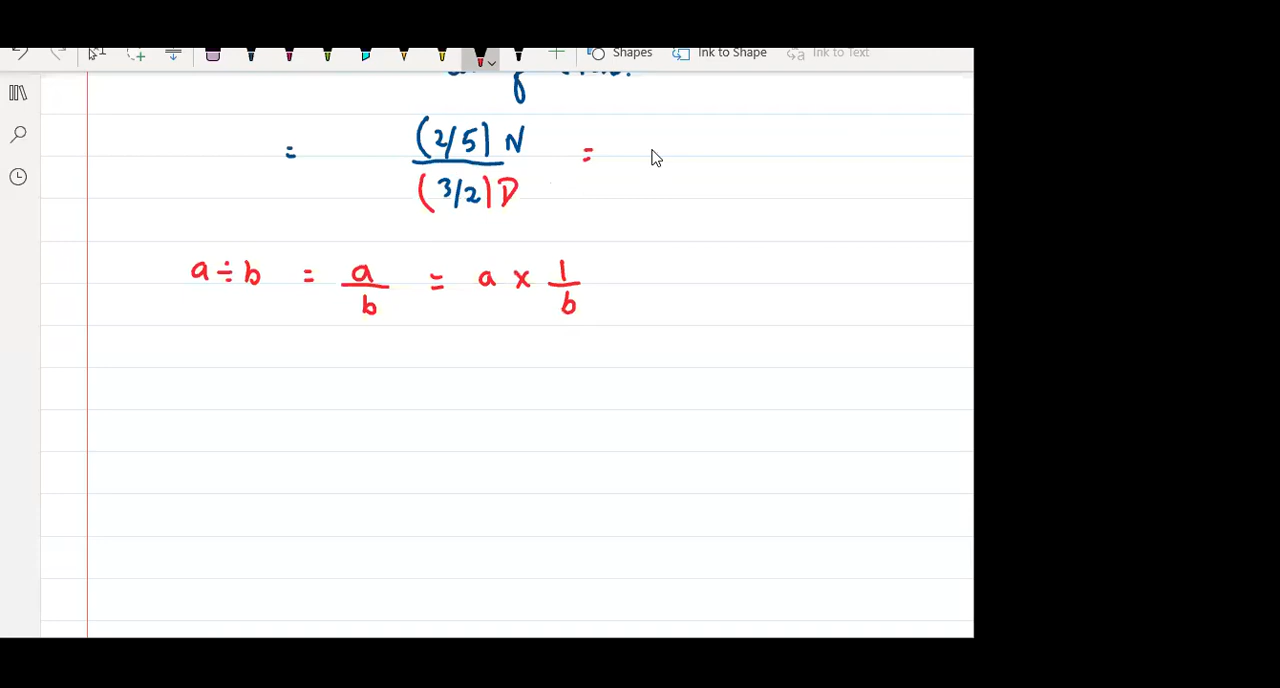 Shapes Ink to Shape Ink to Text
= (2/5) N / (3/2) D =
a ÷ b = a/b = a × 1/b